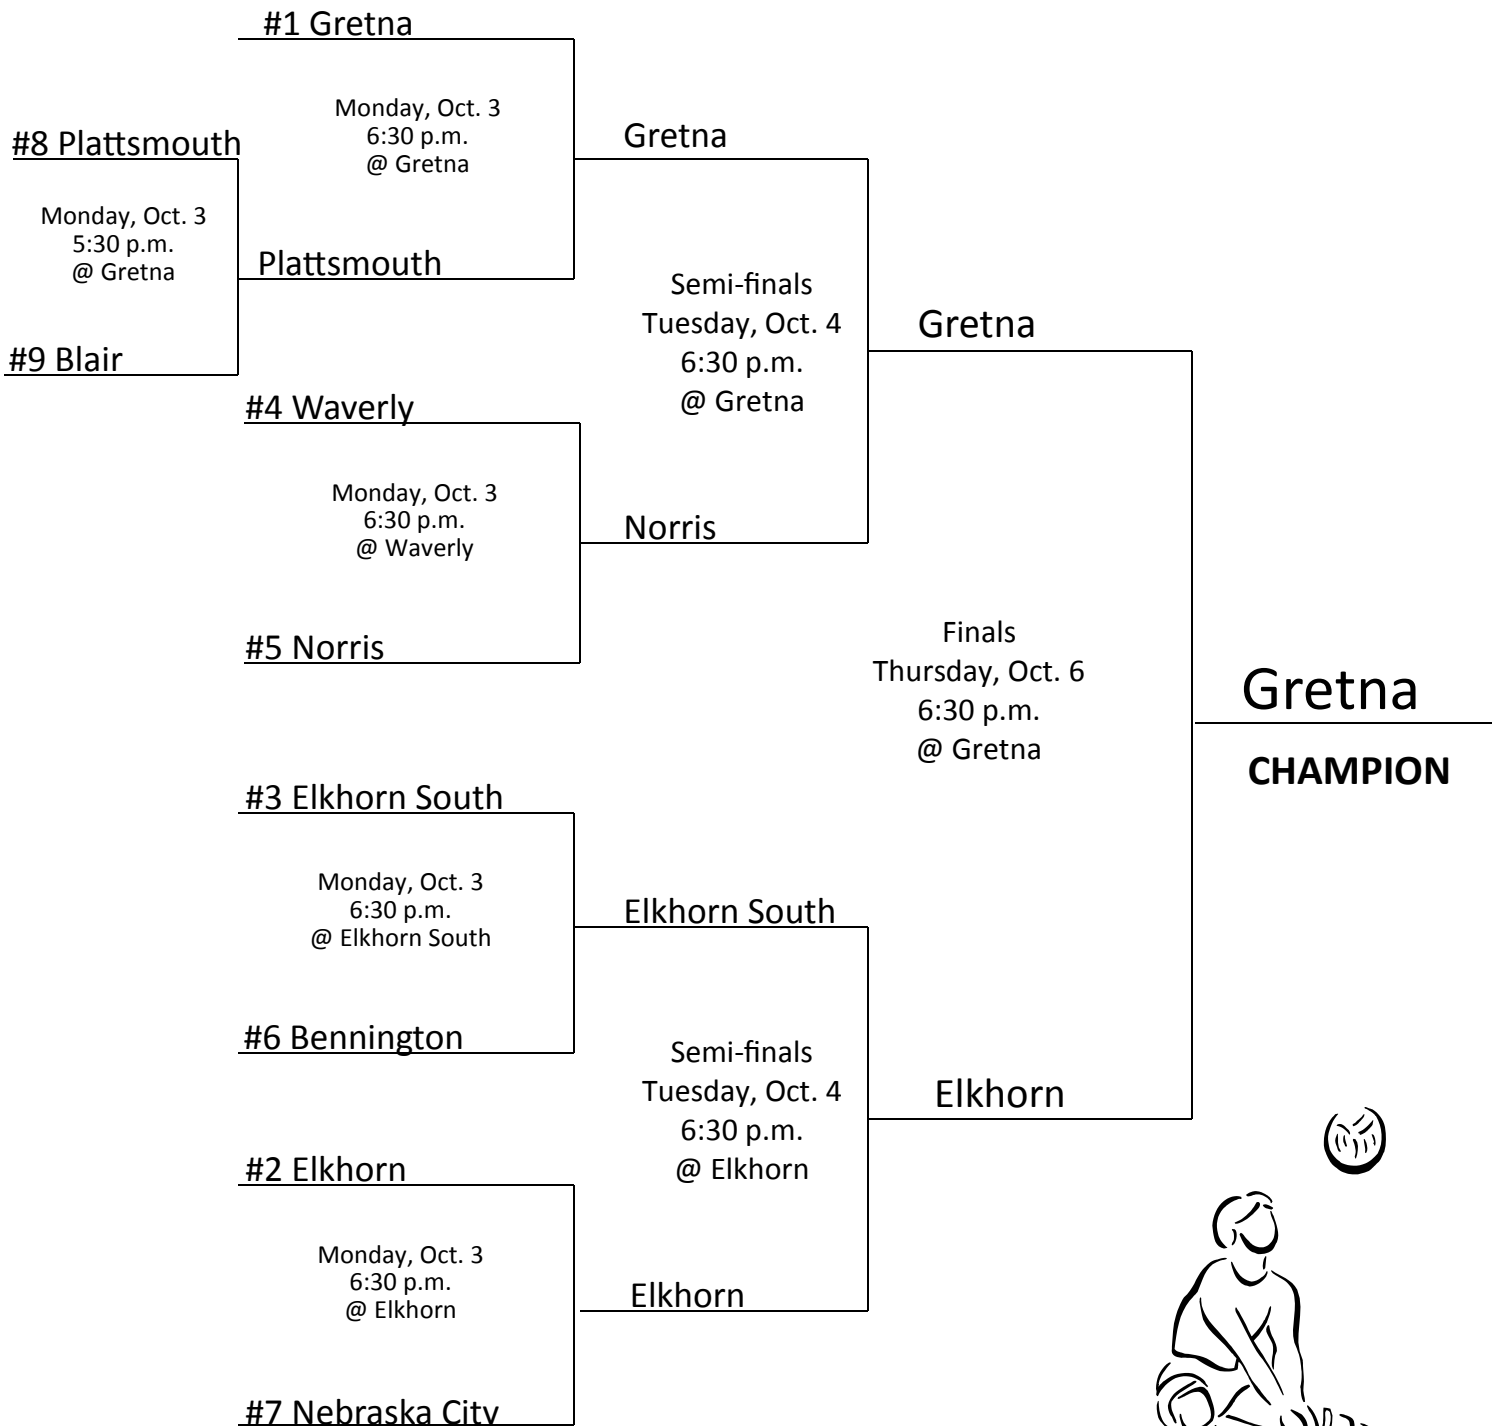 #1 Gretna
Monday, Oct. 3
6:30 p.m.
@ Gretna
#8 Plattsmouth
Monday, Oct. 3
5:30 p.m.
@ Gretna
Plattsmouth
#9 Blair
Gretna
Semi-finals
Tuesday, Oct. 4
6:30 p.m.
@ Gretna
Gretna
#4 Waverly
Monday, Oct. 3
6:30 p.m.
@ Waverly
Norris
#5 Norris
Finals
Thursday, Oct. 6
6:30 p.m.
@ Gretna
Gretna
CHAMPION
#3 Elkhorn South
Monday, Oct. 3
6:30 p.m.
@ Elkhorn South
Elkhorn South
#6 Bennington
Semi-finals
Tuesday, Oct. 4
6:30 p.m.
@ Elkhorn
Elkhorn
#2 Elkhorn
Monday, Oct. 3
6:30 p.m.
@ Elkhorn
Elkhorn
#7 Nebraska City